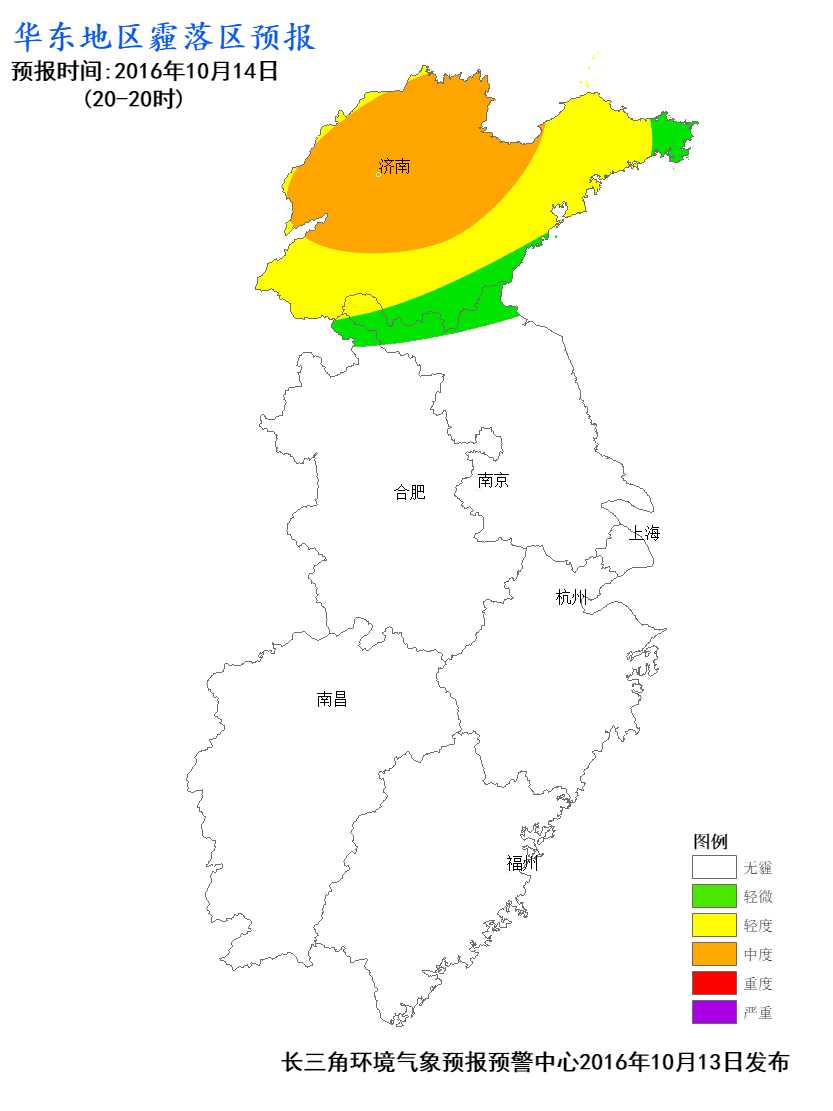 华东地区霾落区预报
预报时间:2016年10月14日
(20-20时)
济南
合肥
南京
上海
杭州
南昌
福州
图例
无霾
轻微
轻度
中度
重度
严重
长三角环境气象预报预警中心2016年10月13日发布